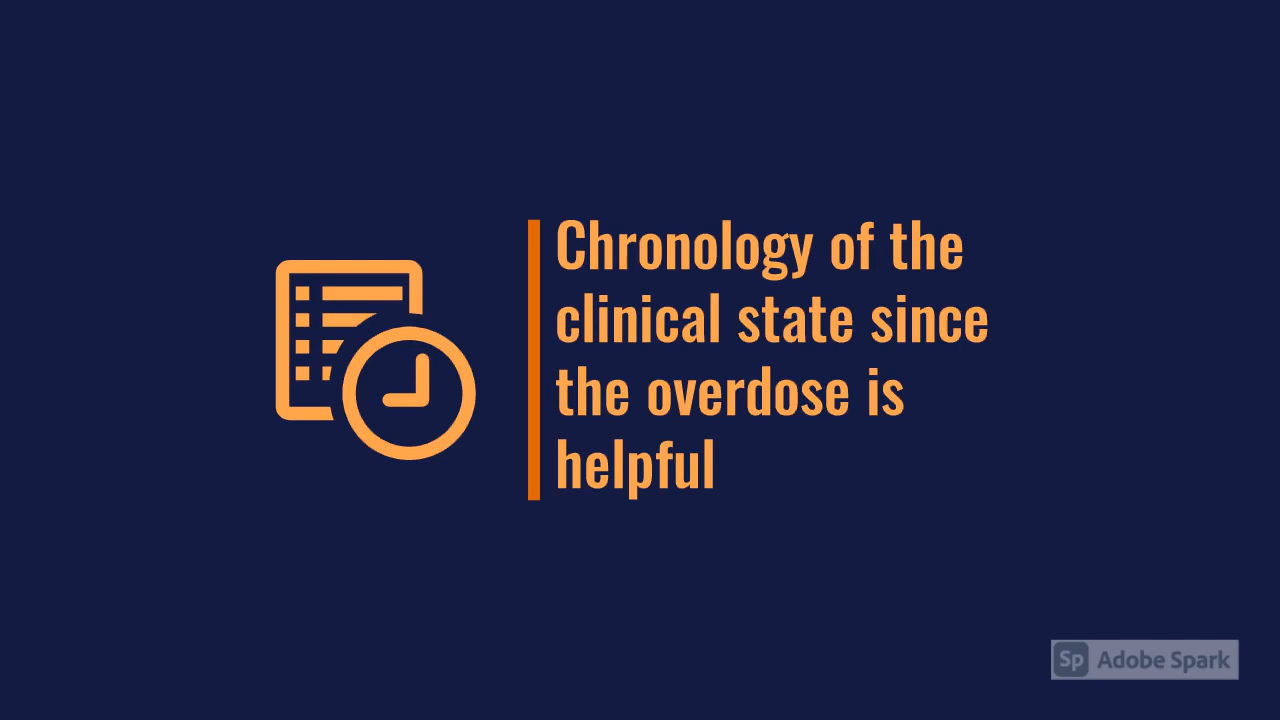 Chronology of the
clinical state since
the overdose is
helpful
Sp Adobe Spark